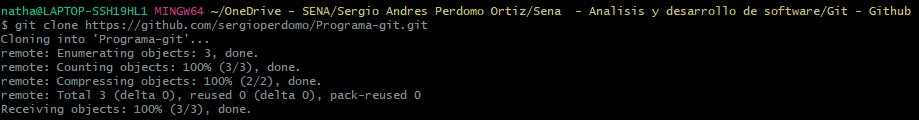 natha@LAPTOP-SSH19HL1 MINGW64 ~/OneDrive - SENA/Sergio Andres Perdomo Ortiz/Sena  - Analisis y desarrollo de software/Git - Github
$ git clone https://github.com/sergioperdomo/Programa-git.git
Cloning into 'Programa-git'...
remote: Enumerating objects: 3, done.
remote: Counting objects: 100% (3/3), done.
remote: Compressing objects: 100% (2/2), done.
remote: Total 3 (delta 0), reused 0 (delta 0), pack-reused 0
Receiving objects: 100% (3/3), done.